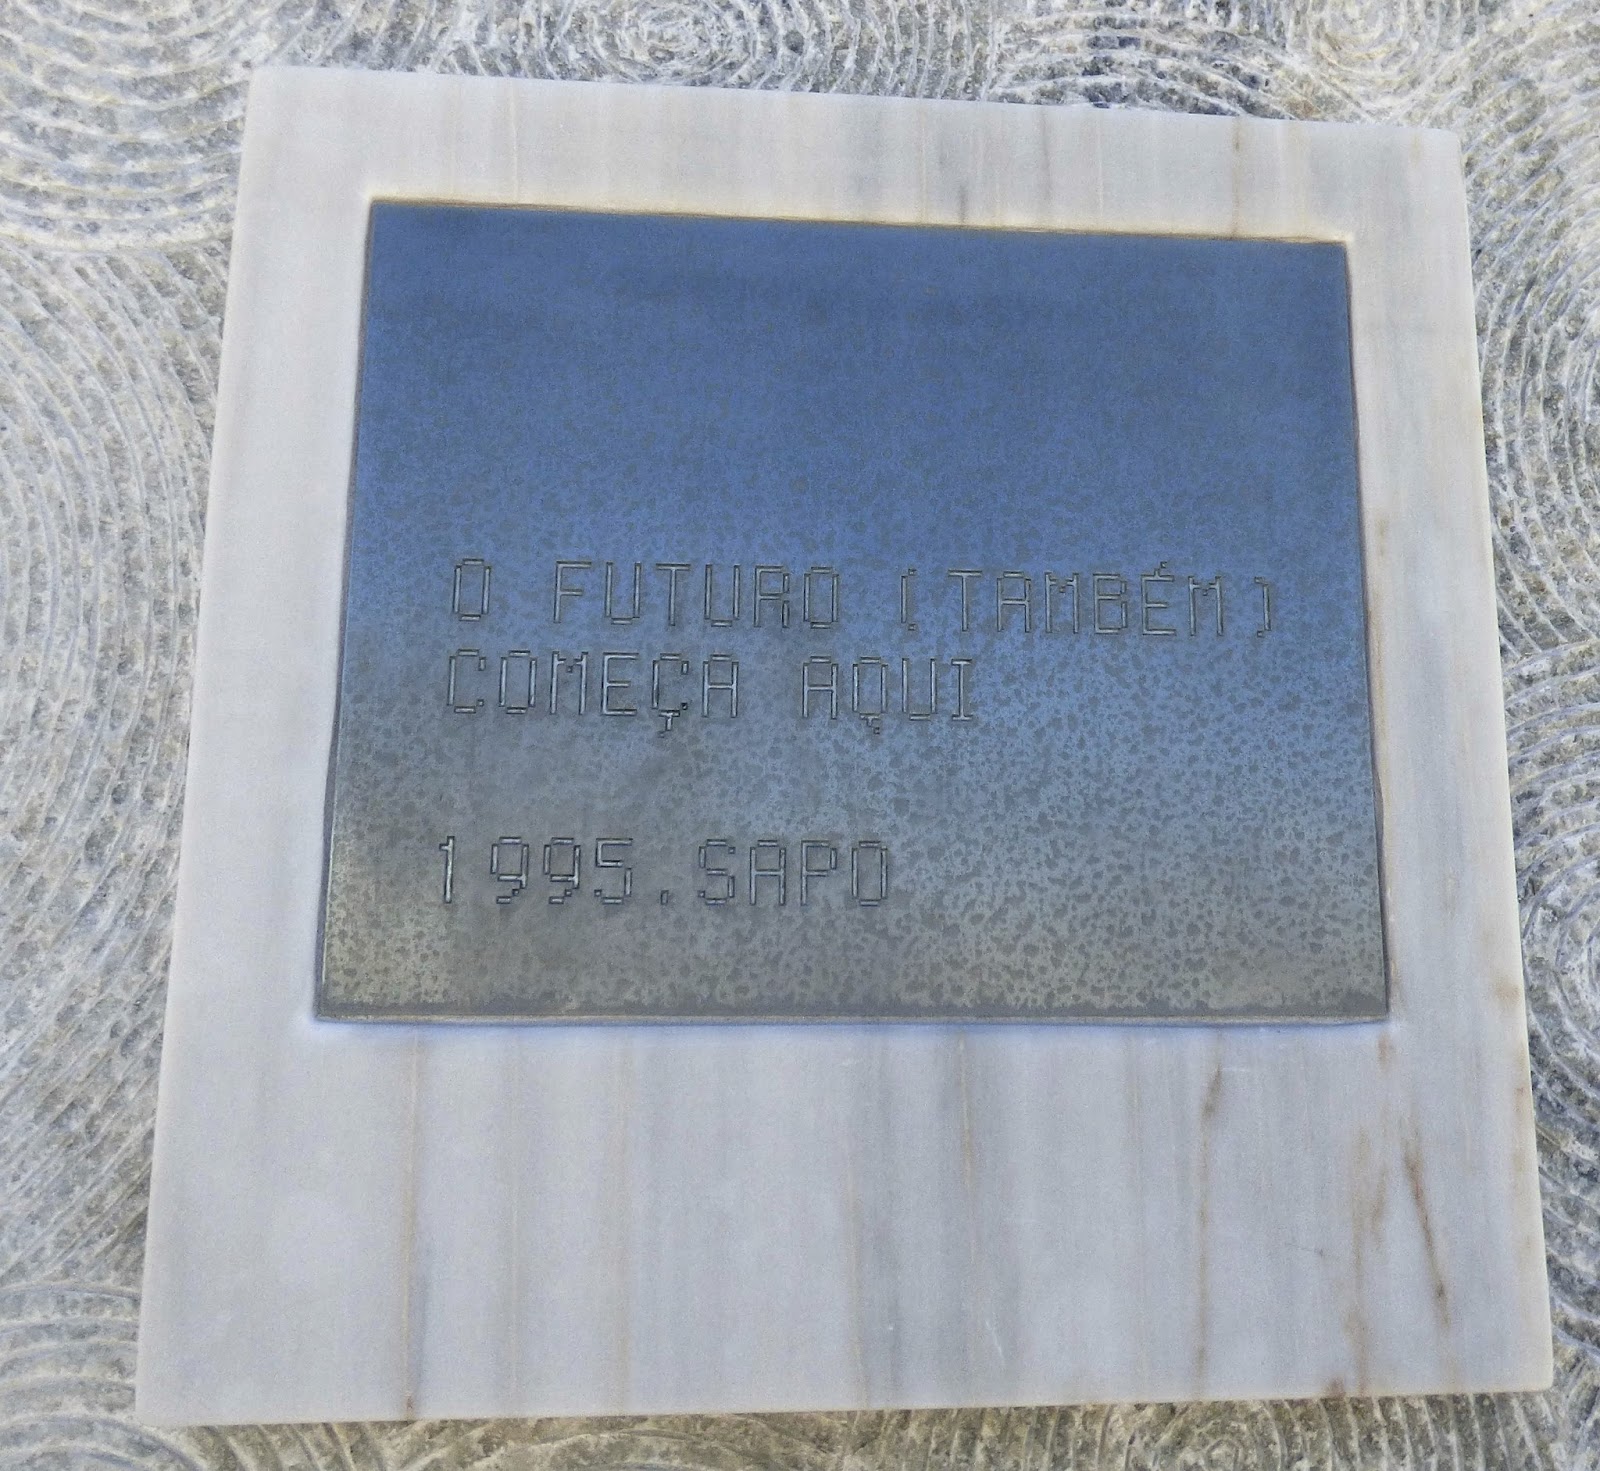 O FUTURO (TAMBÉM)
COMEÇA AQUI
1995.SAPO